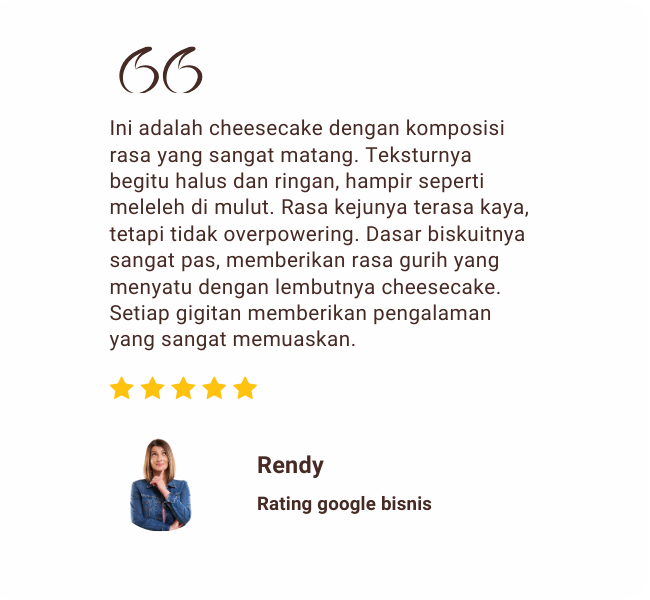 66
Ini adalah cheesecake dengan komposisi
rasa yang sangat matang. Teksturnya
begitu halus dan ringan, hampir seperti
meleleh di mulut. Rasa kejunya terasa kaya,
tetapi tidak overpowering. Dasar biskuitnya
sangat pas, memberikan rasa gurih yang
menyatu dengan lembutnya cheesecake.
Setiap gigitan memberikan pengalaman
yang sangat memuaskan.
Rendy
Rating google bisnis